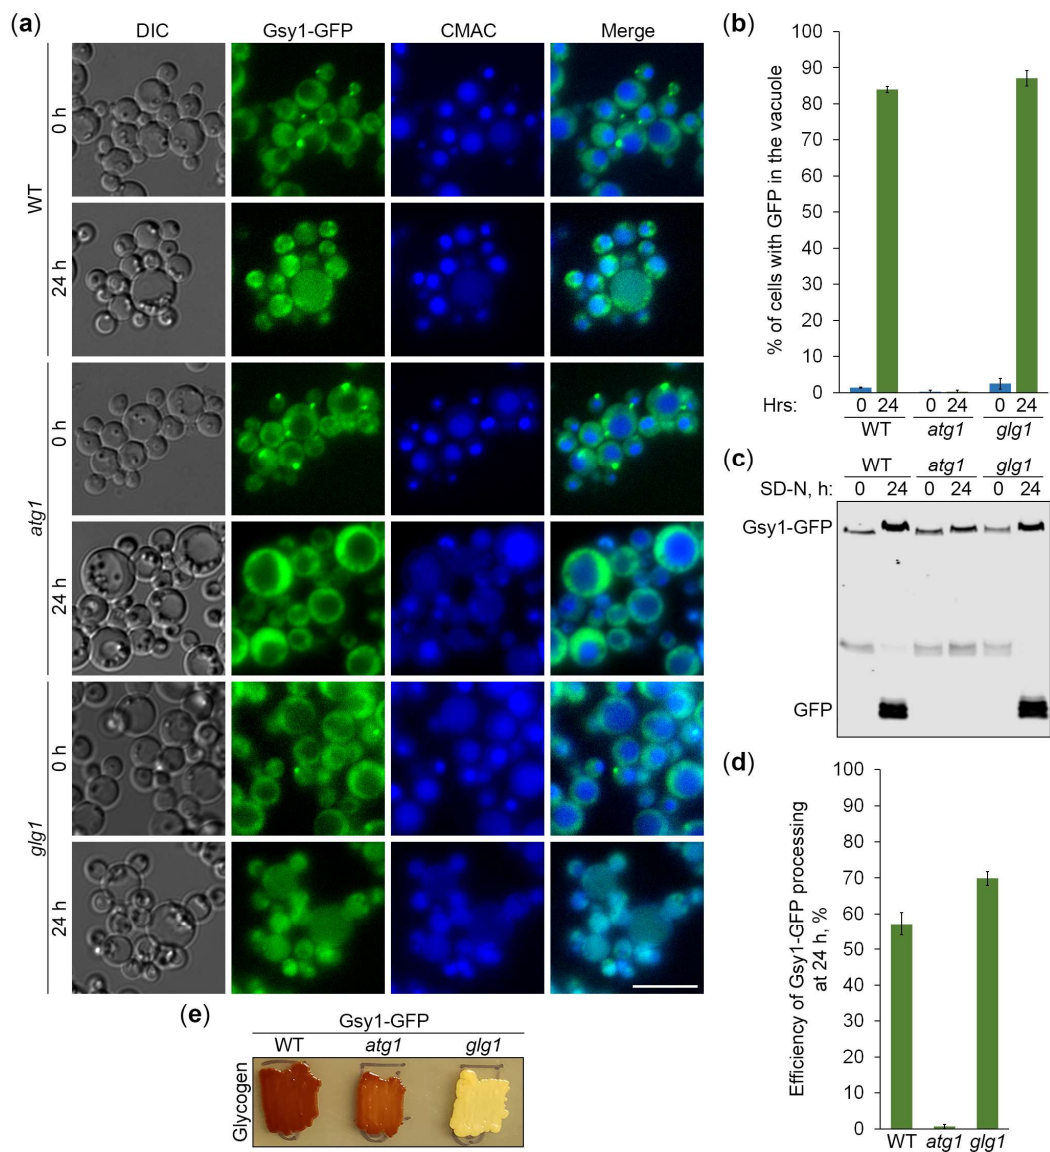 (a)
DIC Gsy1-GFP CMAC Merge
WT
0 h
24 h
atg1
0 h
24 h
glg1
0 h
24 h
(b)
% of cells with GFP in the vacuole
100
90
80
70
60
50
40
30
20
10
0
Hrs: 0 24 0 24 0 24
WT atg1 glg1
(c)
WT atg1 glg1
SD-N, h: 0 24 0 24 0 24
Gsy1-GFP
GFP
(d)
Efficiency of Gsy1-GFP processing
at 24 h, %
100
90
80
70
60
50
40
30
20
10
0
WT atg1 glg1
(e)
Gsy1-GFP
WT atg1 glg1
Glycogen